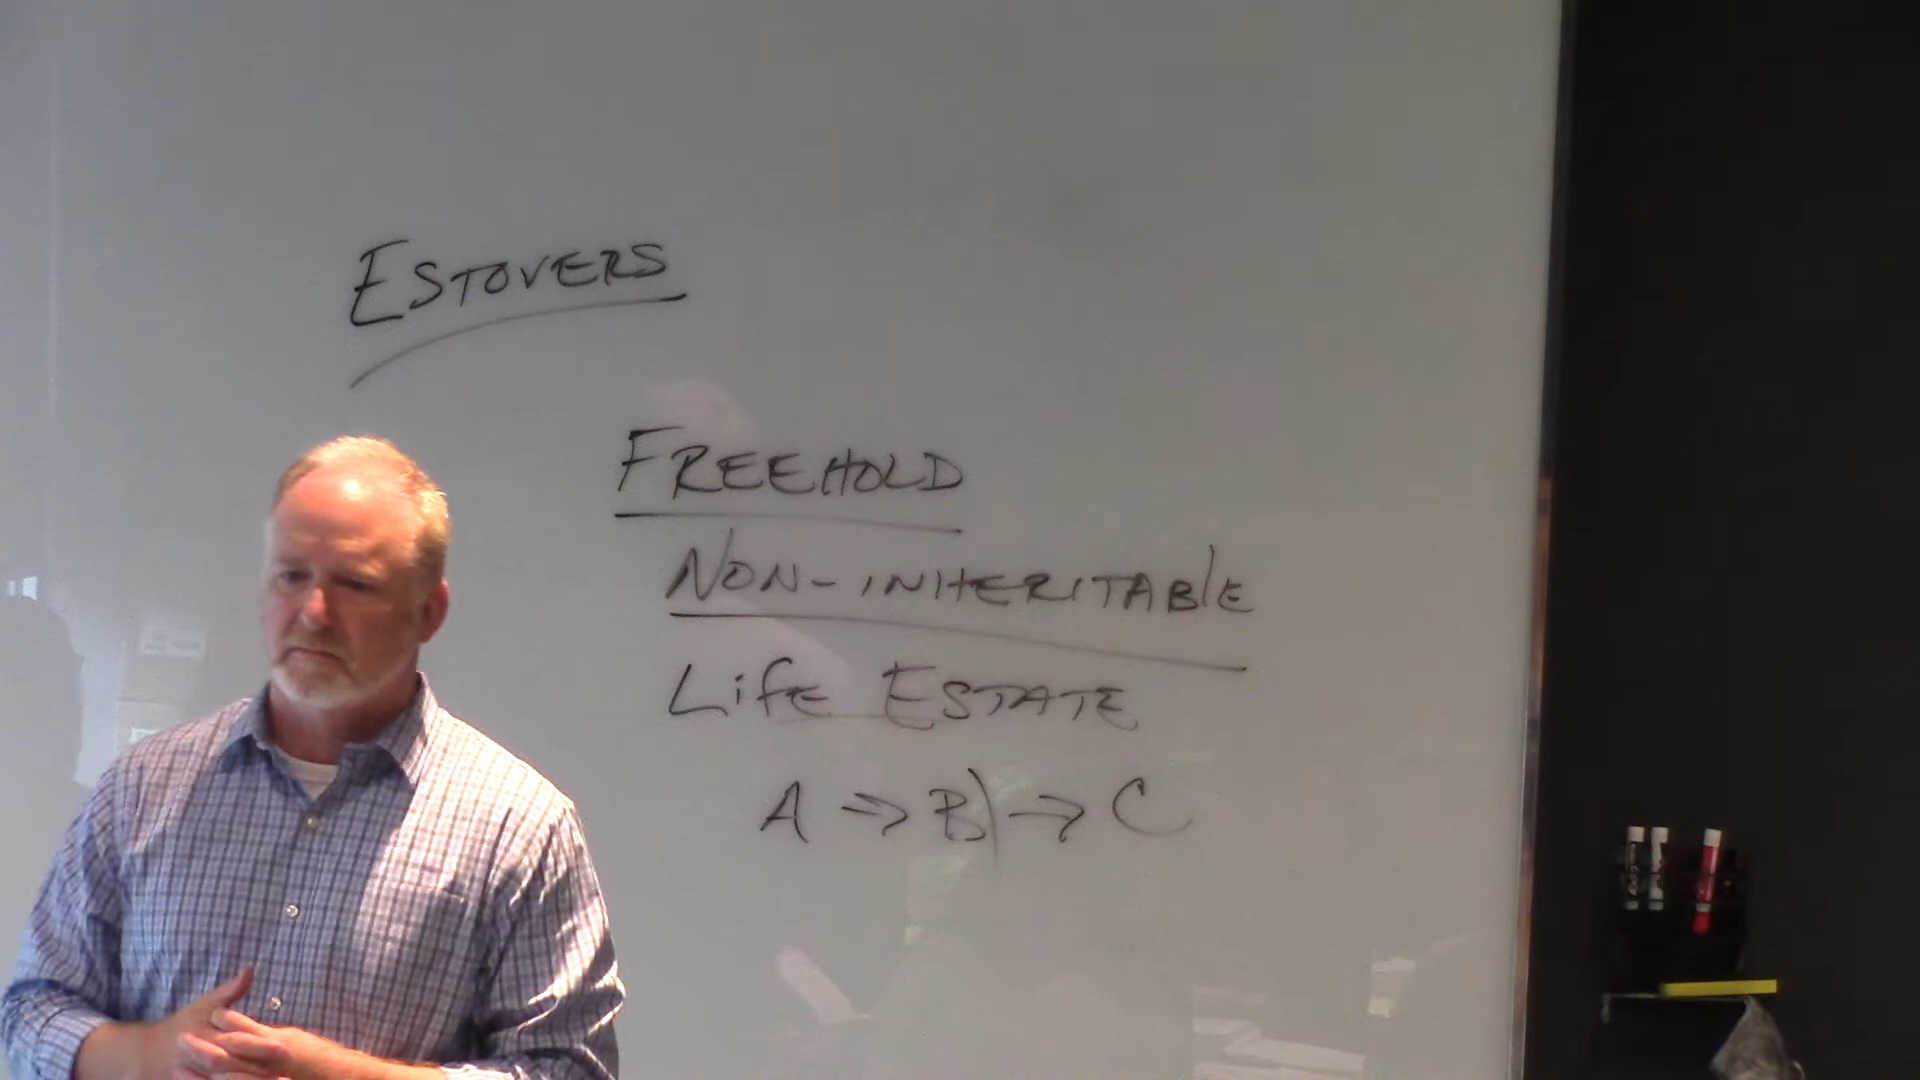 ESTOVERS
FREEHOLD
NON-INHERITABLE
LIFE ESTATE
A → B) → C